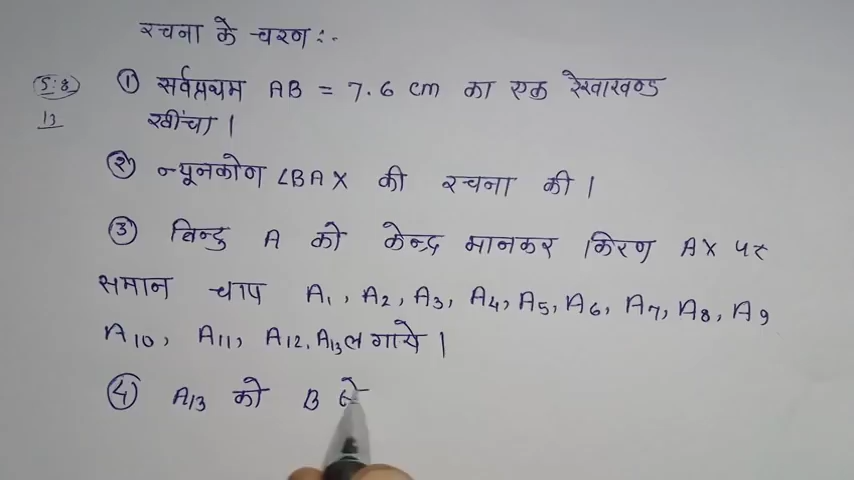 रचना के चरण :-
5:8
① सर्वप्रथम AB = 7.6 cm का एक रेखाखण्ड
13
खींचा ।
② न्यूनकोण ∠BAX की रचना की ।
③ बिन्दु A को केन्द्र मानकर किरण AX पर
समान चाप A1, A2, A3, A4, A5, A6, A7, A8, A9
A10, A11, A12, A13 लगाये ।
④ A13 को B से